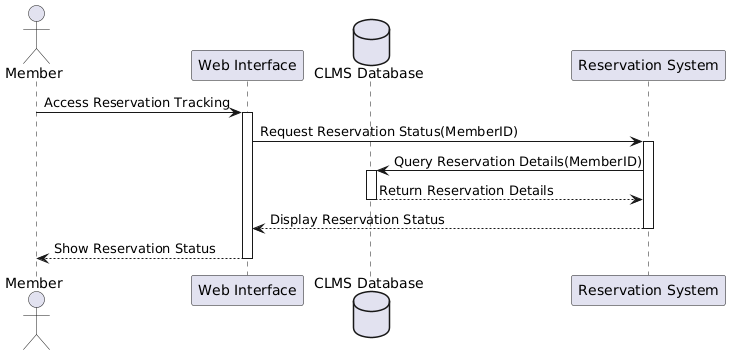 Member
Web Interface
CLMS Database
Reservation System
Access Reservation Tracking
Request Reservation Status(MemberID)
Query Reservation Details(MemberID)
Return Reservation Details
Display Reservation Status
Show Reservation Status
Member
Web Interface
CLMS Database
Reservation System